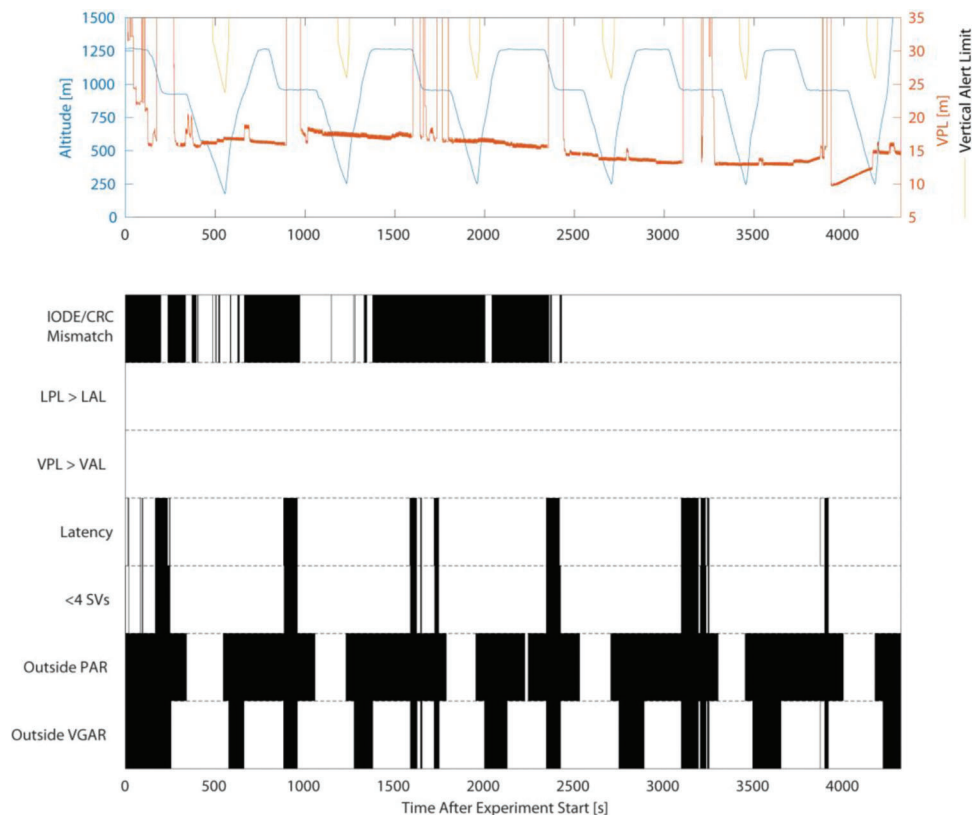 1500
1250
1000
750
500
250
0
Altitude [m]
35
30
25
20
15
10
5
VPL [m]
Vertical Alert Limit
0 500 1000 1500 2000 2500 3000 3500 4000
IODE/CRC
Mismatch
LPL > LAL
VPL > VAL
Latency
<4 SVs
Outside PAR
Outside VGAR
0 500 1000 1500 2000 2500 3000 3500 4000
Time After Experiment Start [s]